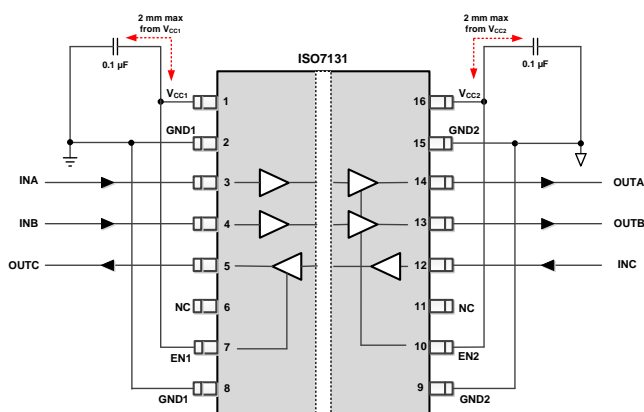 2 mm max
from VCC1
2 mm max
from VCC2
0.1 µF
ISO7131
0.1 µF
VCC1
1
16
VCC2
GND1
2
15
GND2
INA
3
14
OUTA
INB
4
13
OUTB
OUTC
5
12
INC
NC
6
11
NC
EN1
7
10
EN2
GND1
8
9
GND2